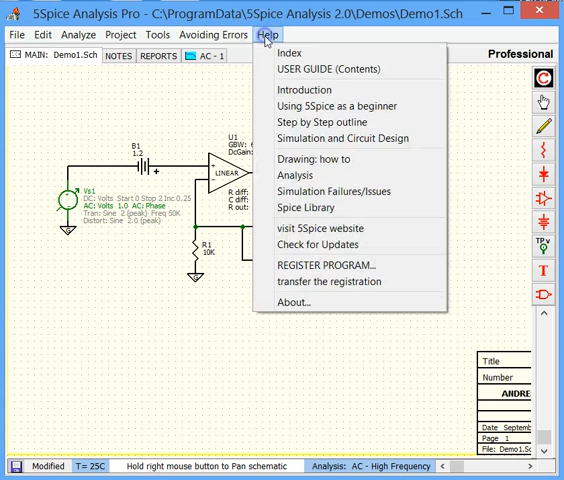 5Spice Analysis Pro - C:\ProgramData\5Spice Analysis 2.0\Demos\Demo1.Sch
File Edit Analyze Project Tools Avoiding Errors Help
MAIN: Demo1.Sch NOTES REPORTS AC - 1
Professional
Index
USER GUIDE (Contents)
Introduction
Using 5Spice as a beginner
Step by Step outline
Simulation and Circuit Design
Drawing: how to
Analysis
Simulation Failures/Issues
Spice Library
visit 5Spice website
Check for Updates
REGISTER PROGRAM...
transfer the registration
About...
B1
1.2
U1
GBW:
DcGain:
LINEAR
R diff:
C diff:
R out:
Vs1
DC: Volts Start 0 Stop 2 Inc 0.25
AC: Volts 1.0 AC: Phase
Tran: Sine 2 (peak) Freq 50K
Distort: Sine 2.0 (peak)
R1
10K
TP
v
T
Title
Number
ANDRE
Date Septemb
Page 1
File: Demo1.Sc
Modified T= 25C Hold right mouse button to Pan schematic Analysis: AC - High Frequency